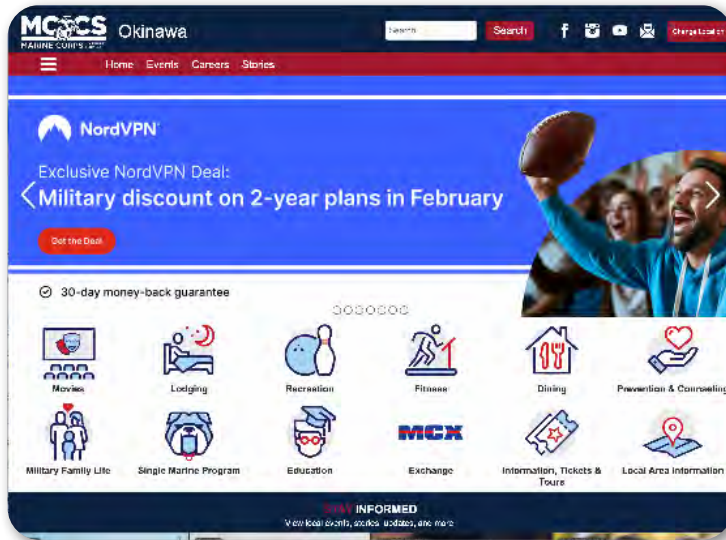 MCCS
MARINE CORPS
Okinawa
Search
Search
Change Location
Home Events Careers Stories
NordVPN
Exclusive NordVPN Deal:
Military discount on 2-year plans in February
Get the Deal
30-day money-back guarantee
Movies
Lodging
Recreation
Fitness
Dining
Prevention & Counseling
Military Family Life
Single Marine Program
Education
MCX
Exchange
Information, Tickets &
Tours
Local Area Information
STAY INFORMED
View local events, stories, updates, and more